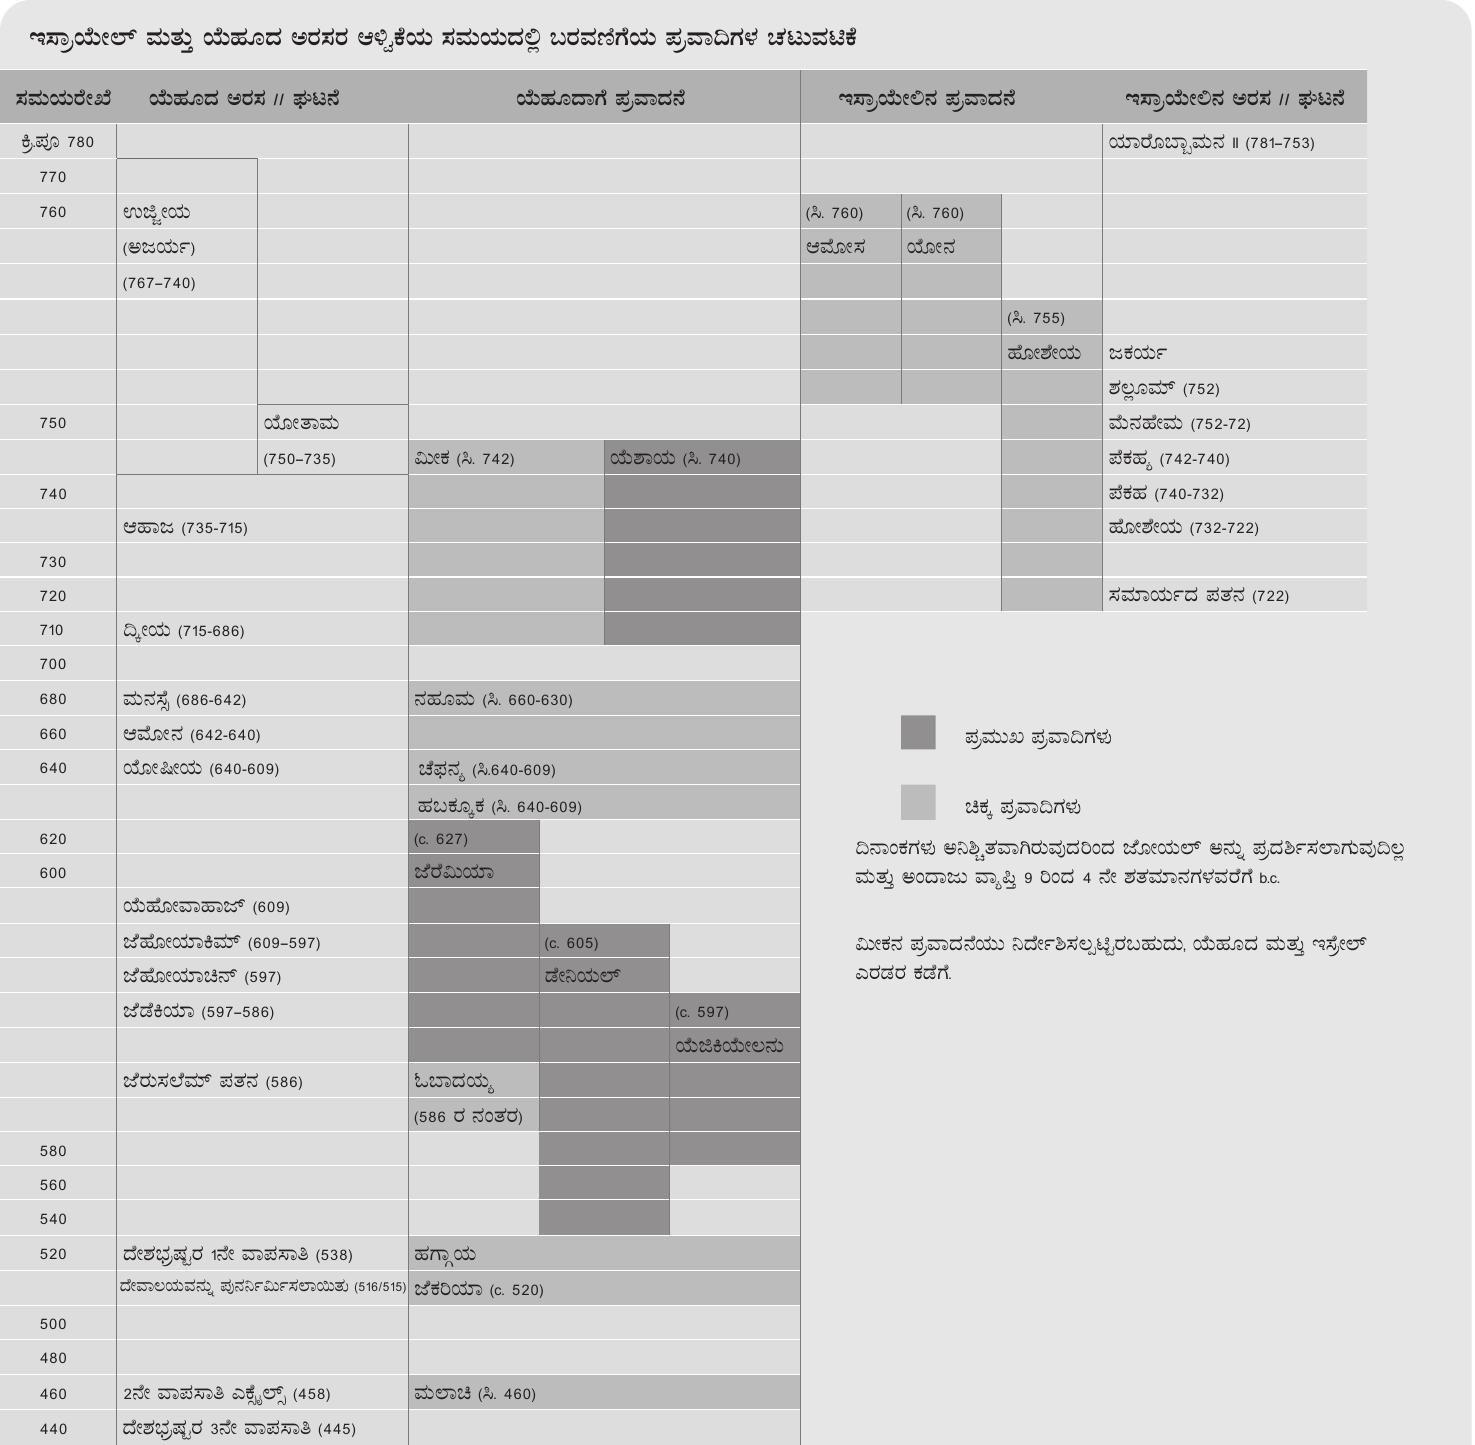 ಇಸ್ರಾಯೇಲ್ ಮತ್ತು ಯೆಹೂದ ಅರಸರ ಆಳ್ವಿಕೆಯ ಸಮಯದಲ್ಲಿ ಬರವಣಿಗೆಯ ಪ್ರವಾದಿಗಳ ಚಟುವಟಿಕೆ
ಸಮಯರೇಖೆ ಯೆಹೂದ ಅರಸ // ಘಟನೆ ಯೆಹೂದಾಗೆ ಪ್ರವಾದನೆ ಇಸ್ರಾಯೇಲಿನ ಪ್ರವಾದನೆ ಇಸ್ರಾಯೇಲಿನ ಅರಸ // ಘಟನೆ
ಕ್ರಿ.ಪೂ 780 ಯಾರೊಬ್ಬಾಮನ II (781–753)
770
760 ಉಜ್ಜೀಯ (ಸಿ. 760) (ಸಿ. 760)
(ಅಜರ್ಯ) ಆಮೋಸ ಯೋನ
(767–740)
(ಸಿ. 755)
ಹೋಶೇಯ ಜಕರ್ಯ
ಶಲ್ಲೂಮ್ (752)
750 ಯೋತಾಮ ಮೆನಹೇಮ (752-72)
(750–735) ಮೀಕ (ಸಿ. 742) ಯೆಶಾಯ (ಸಿ. 740) ಪೆಕಹ್ಯ (742-740)
740 ಪೆಕಹ (740-732)
ಆಹಾಜ (735-715) ಹೋಶೇಯ (732-722)
730
720 ಸಮಾರ್ಯದ ಪತನ (722)
710 ದ್ಕೀಯ (715-686)
700
680 ಮನಸ್ಸೆ (686-642) ನಹೂಮ (ಸಿ. 660-630)
660 ಆಮೋನ (642-640)
640 ಯೋಷೀಯ (640-609) ಚೆಫನ್ಯ (ಸಿ.640-609)
ಹಬಕ್ಕೂಕ (ಸಿ. 640-609)
620 (c. 627)
600 ಜೆರೆಮಿಯಾ
ಯೆಹೋವಾಹಾಜ್ (609)
ಜೆಹೋಯಾಕಿಮ್ (609–597) (c. 605)
ಜೆಹೋಯಾಚಿನ್ (597) ಡೇನಿಯಲ್
ಜೆಡೆಕಿಯಾ (597–586) (c. 597)
ಯೆಜಿಕಿಯೇಲನು
ಜೆರುಸಲೆಮ್ ಪತನ (586) ಓಬಾದಯ್ಯ
(586 ರ ನಂತರ)
580
560
540
520 ದೇಶಭ್ರಷ್ಟರ 1ನೇ ವಾಪಸಾತಿ (538) ಹಗ್ಗಾಯ
ದೇವಾಲಯವನ್ನು ಪುನರ್ನಿರ್ಮಿಸಲಾಯಿತು (516/515) ಜೆಕರಿಯಾ (c. 520)
500
480
460 2ನೇ ವಾಪಸಾತಿ ಎಕ್ಸೈಲ್ಸ್ (458) ಮಲಾಚಿ (ಸಿ. 460)
440 ದೇಶಭ್ರಷ್ಟರ 3ನೇ ವಾಪಸಾತಿ (445)
ಪ್ರಮುಖ ಪ್ರವಾದಿಗಳು
ಚಿಕ್ಕ ಪ್ರವಾದಿಗಳು
ದಿನಾಂಕಗಳು ಅನಿಶ್ಚಿತವಾಗಿರುವುದರಿಂದ ಜೋಯಲ್ ಅನ್ನು ಪ್ರದರ್ಶಿಸಲಾಗುವುದಿಲ್ಲ
ಮತ್ತು ಅಂದಾಜು ವ್ಯಾಪ್ತಿ 9 ರಿಂದ 4 ನೇ ಶತಮಾನಗಳವರೆಗೆ b.c.
ಮೀಕನ ಪ್ರವಾದನೆಯು ನಿರ್ದೇಶಿಸಲ್ಪಟ್ಟಿರಬಹುದು, ಯೆಹೂದ ಮತ್ತು ಇಸ್ರೇಲ್
ಎರಡರ ಕಡೆಗೆ.